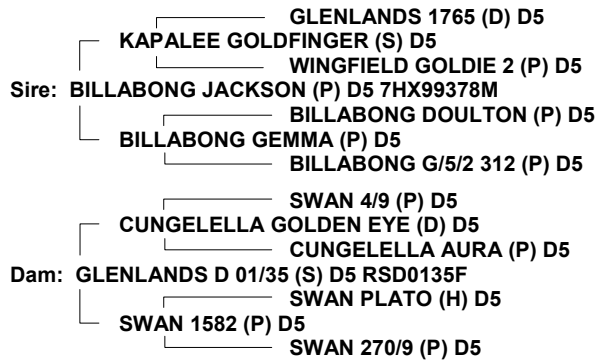 GLENLANDS 1765 (D) D5
KAPALEE GOLDFINGER (S) D5
WINGFIELD GOLDIE 2 (P) D5
Sire: BILLABONG JACKSON (P) D5 7HX99378M
BILLABONG DOULTON (P) D5
BILLABONG GEMMA (P) D5
BILLABONG G/5/2 312 (P) D5
SWAN 4/9 (P) D5
CUNGELELLA GOLDEN EYE (D) D5
CUNGELELLA AURA (P) D5
Dam: GLENLANDS D 01/35 (S) D5 RSD0135F
SWAN PLATO (H) D5
SWAN 1582 (P) D5
SWAN 270/9 (P) D5